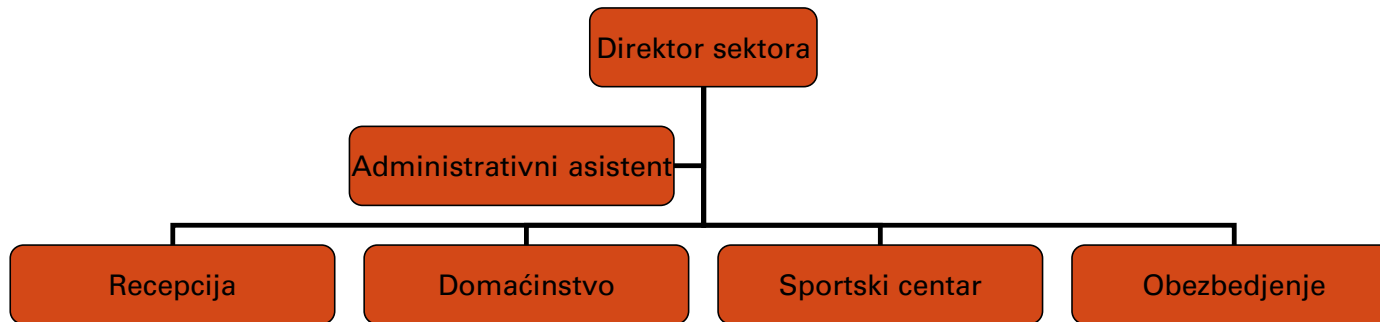 Direktor sektora
Administrativni asistent
Recepcija
Domaćinstvo
Sportski centar
Obezbedjenje